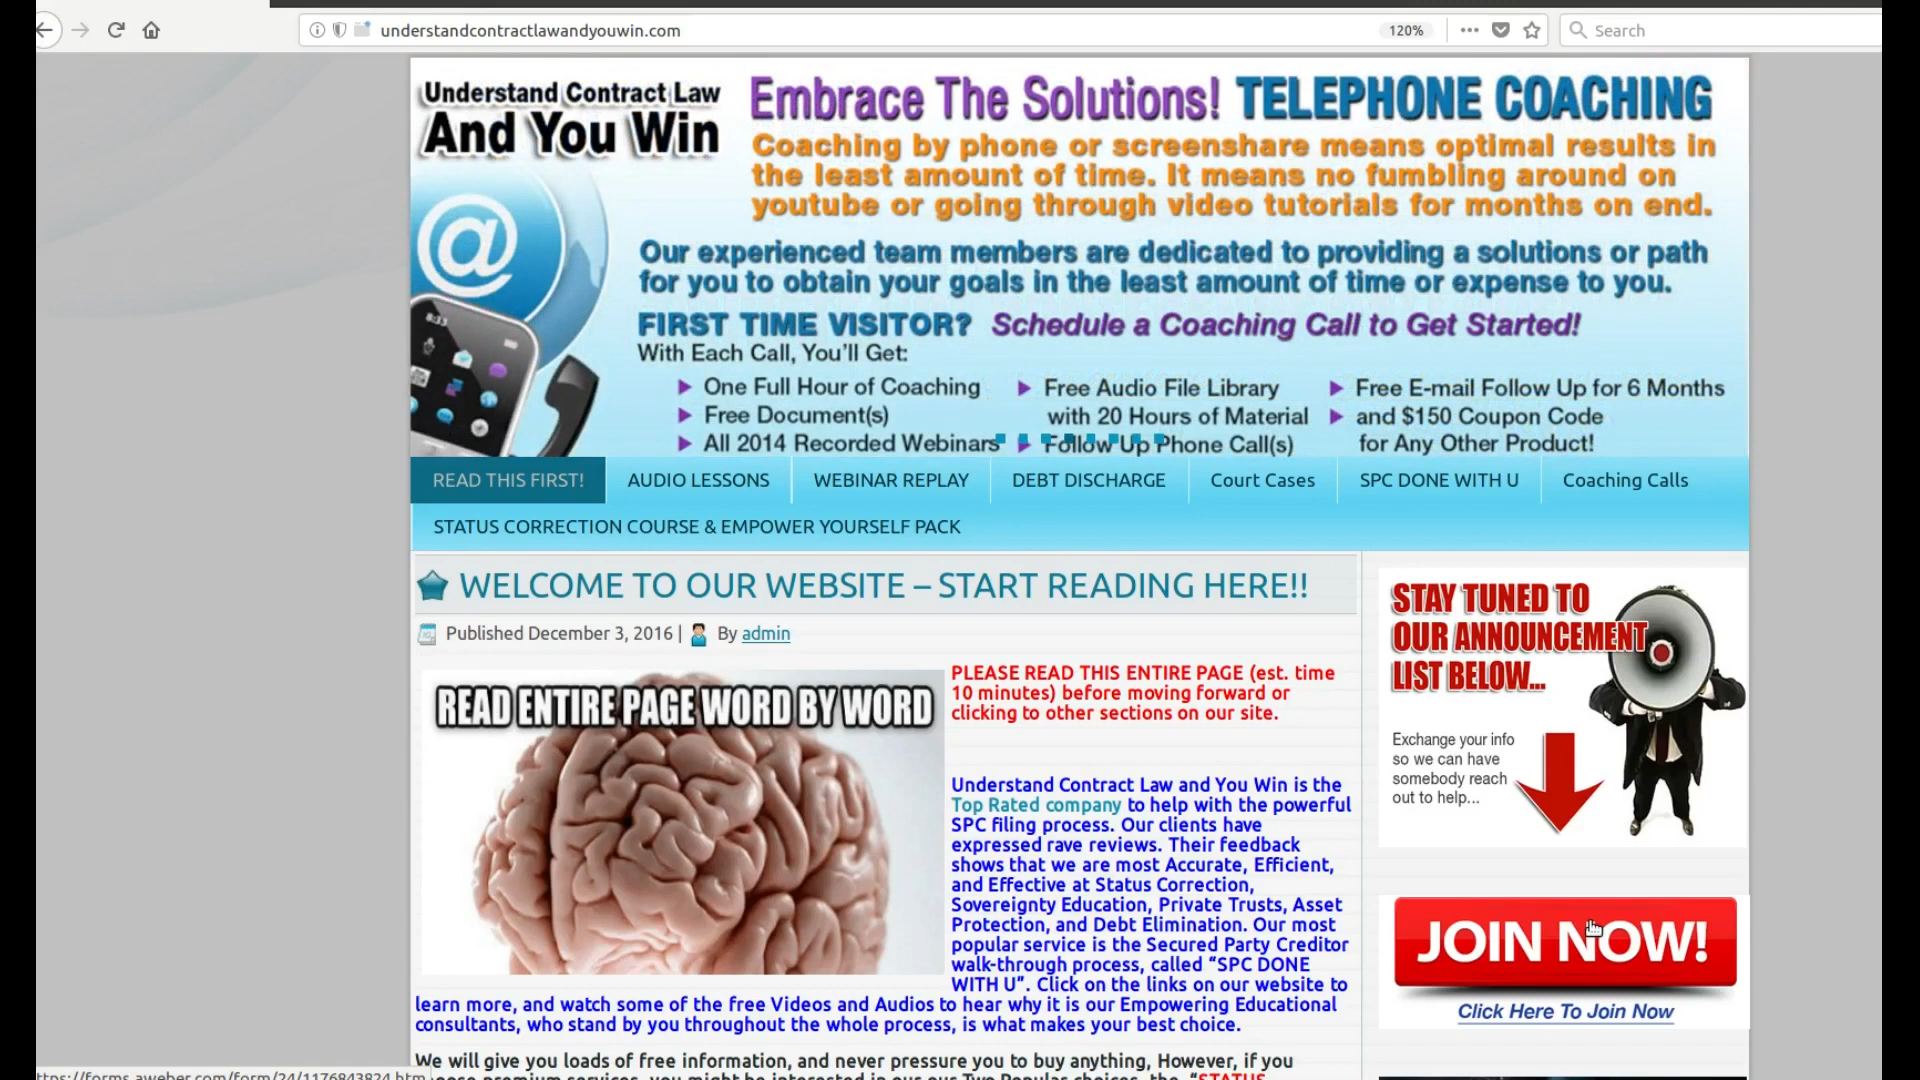 understandcontractlawandyouwin.com
120%
Search
Understand Contract Law
And You Win
Embrace The Solutions! TELEPHONE COACHING
Coaching by phone or screenshare means optimal results in
the least amount of time. It means no fumbling around on
youtube or going through video tutorials for months on end.
Our experienced team members are dedicated to providing a solutions or path
for you to obtain your goals in the least amount of time or expense to you.
FIRST TIME VISITOR? Schedule a Coaching Call to Get Started!
With Each Call, You'll Get:
One Full Hour of Coaching
Free Document(s)
All 2014 Recorded Webinars
Free Audio File Library
with 20 Hours of Material
Follow Up Phone Call(s)
Free E-mail Follow Up for 6 Months
and $150 Coupon Code
for Any Other Product!
8:33
READ THIS FIRST! AUDIO LESSONS WEBINAR REPLAY DEBT DISCHARGE Court Cases SPC DONE WITH U Coaching Calls
STATUS CORRECTION COURSE & EMPOWER YOURSELF PACK
WELCOME TO OUR WEBSITE – START READING HERE!!
Published December 3, 2016 | By admin
READ ENTIRE PAGE WORD BY WORD
PLEASE READ THIS ENTIRE PAGE (est. time
10 minutes) before moving forward or
clicking to other sections on our site.
Understand Contract Law and You Win is the
Top Rated company to help with the powerful
SPC filing process. Our clients have
expressed rave reviews. Their feedback
shows that we are most Accurate, Efficient,
and Effective at Status Correction,
Sovereignty Education, Private Trusts, Asset
Protection, and Debt Elimination. Our most
popular service is the Secured Party Creditor
walk-through process, called “SPC DONE
WITH U”. Click on the links on our website to
learn more, and watch some of the free Videos and Audios to hear why it is our Empowering Educational
consultants, who stand by you throughout the whole process, is what makes your best choice.
We will give you loads of free information, and never pressure you to buy anything, However, if you
STAY TUNED TO
OUR ANNOUNCEMENT
LIST BELOW...
Exchange your info
so we can have
somebody reach
out to help...
JOIN NOW!
Click Here To Join Now